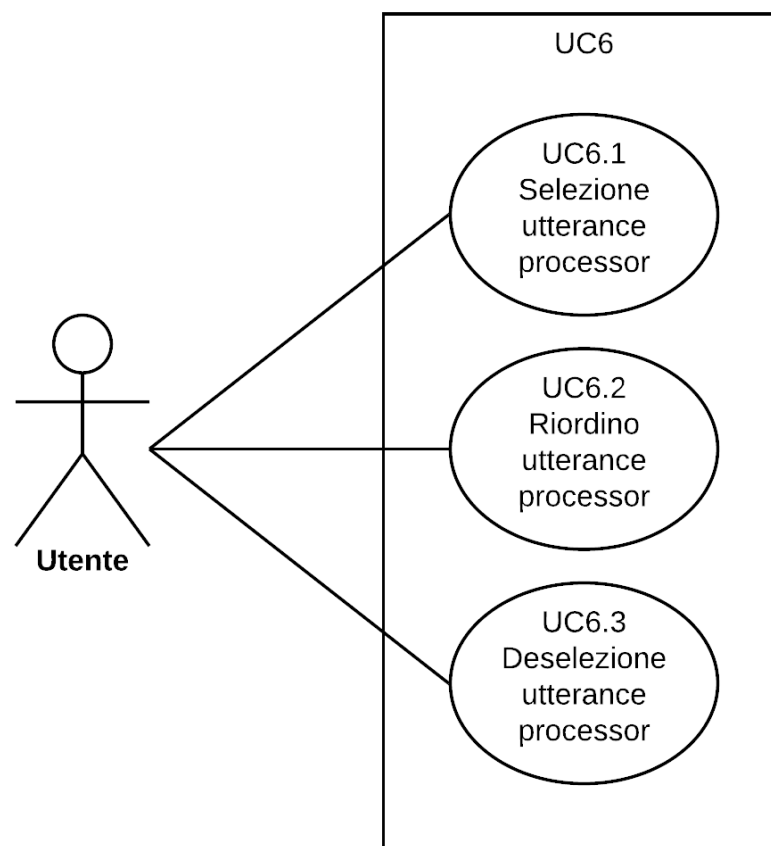 UC6
UC6.1
Selezione
utterance
processor
UC6.2
Riordino
utterance
processor
Utente
UC6.3
Deselezione
utterance
processor